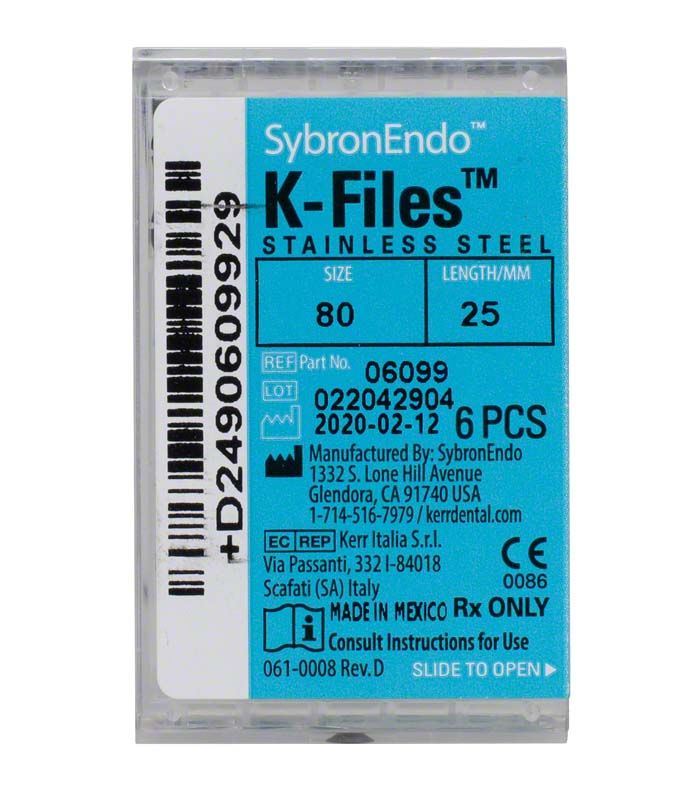 SybronEndo™
K-Files™
STAINLESS STEEL
SIZE LENGTH/MM
80 25
REF Part No. 06099
LOT 022042904
2020-02-12 6 PCS
Manufactured By: SybronEndo
1332 S. Lone Hill Avenue
Glendora, CA 91740 USA
1-714-516-7979 / kerrdental.com
EC REP Kerr Italia S.r.l.
Via Passanti, 332 I-84018
Scafati (SA) Italy
CE 0086
MADE IN MEXICO Rx ONLY
i Consult Instructions for Use
061-0008 Rev. D SLIDE TO OPEN
+D2490609929